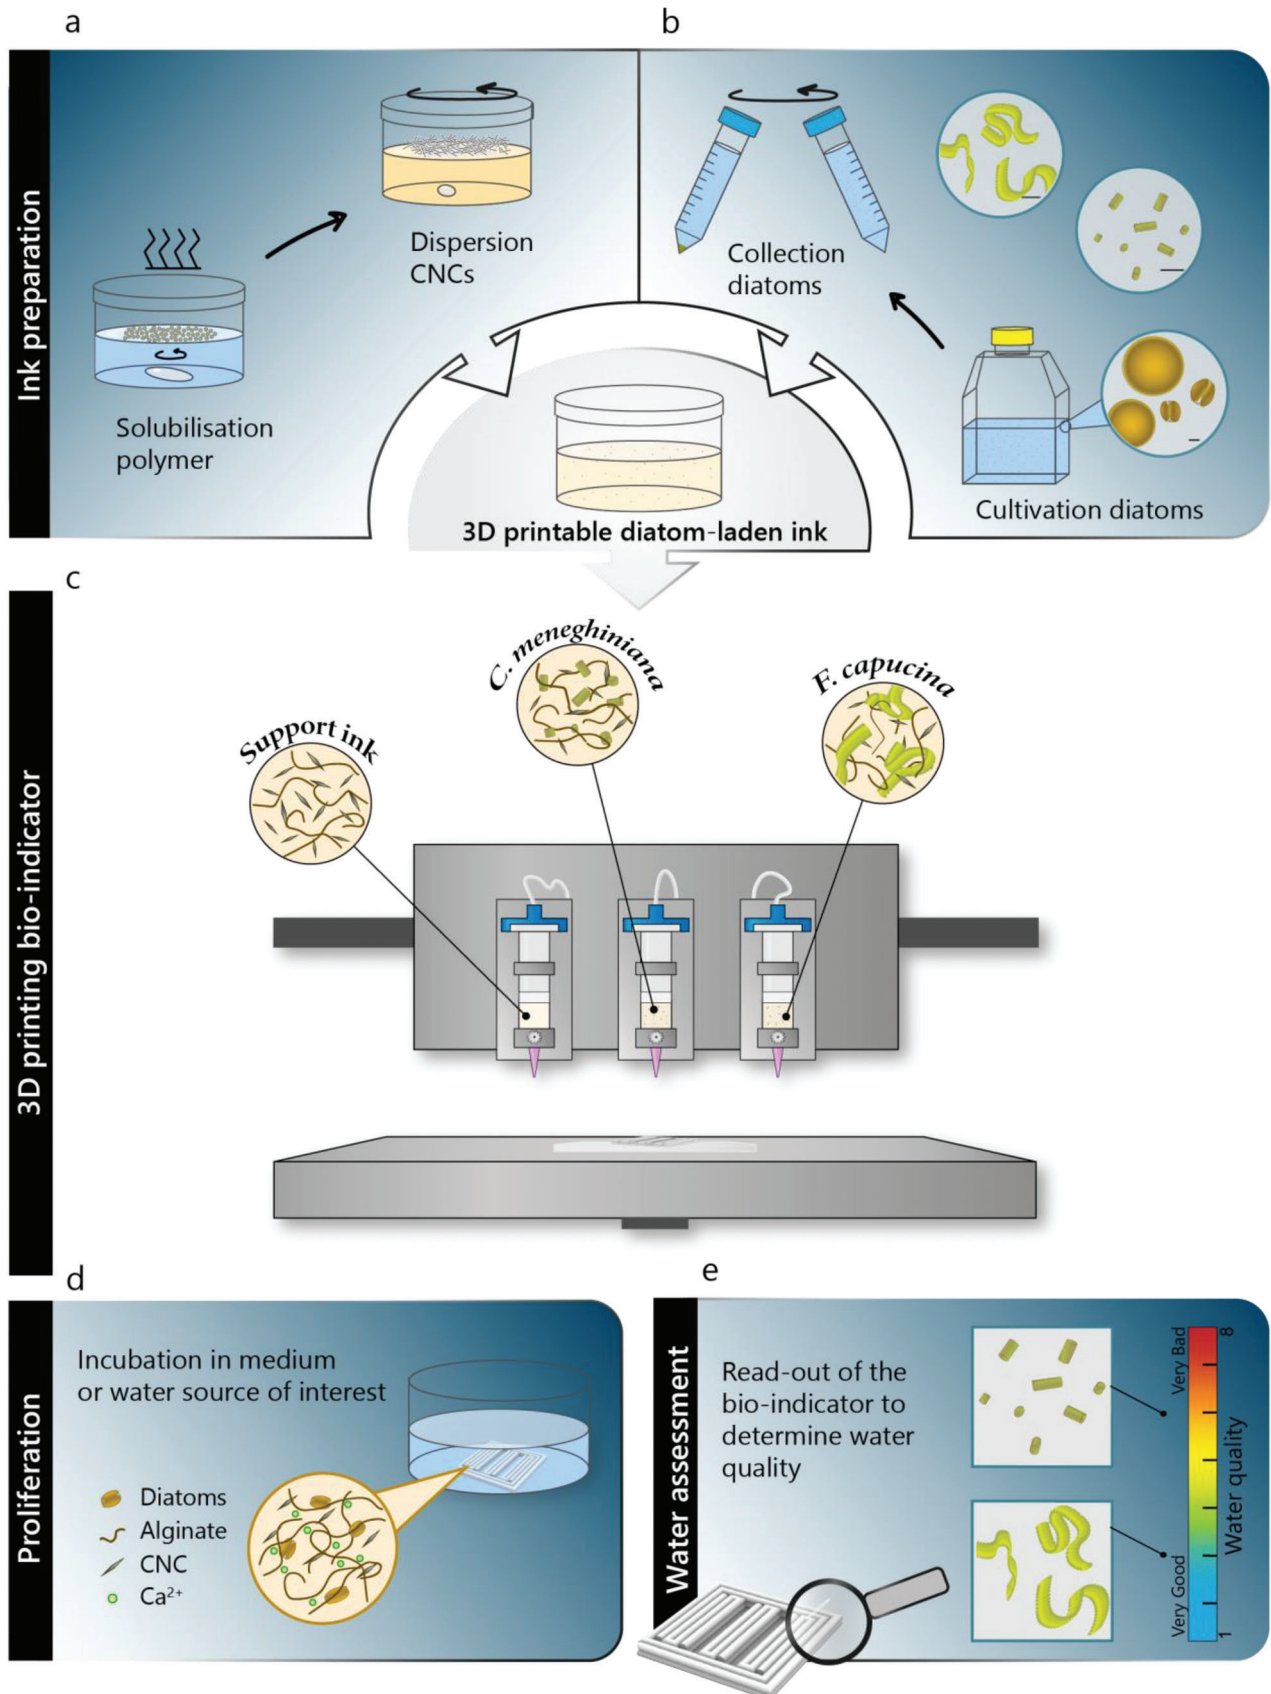 a
b
Ink preparation
Dispersion
CNCs
Solubilisation
polymer
Collection
diatoms
Cultivation diatoms
3D printable diatom-laden ink
c
3D printing bio-indicator
Support ink
C. meneghiniana
F. capucina
d
Proliferation
Incubation in medium
or water source of interest
Diatoms
Alginate
CNC
Ca²⁺
e
Water assessment
Read-out of the
bio-indicator to
determine water
quality
Very Bad
8
Water quality
Very Good
1